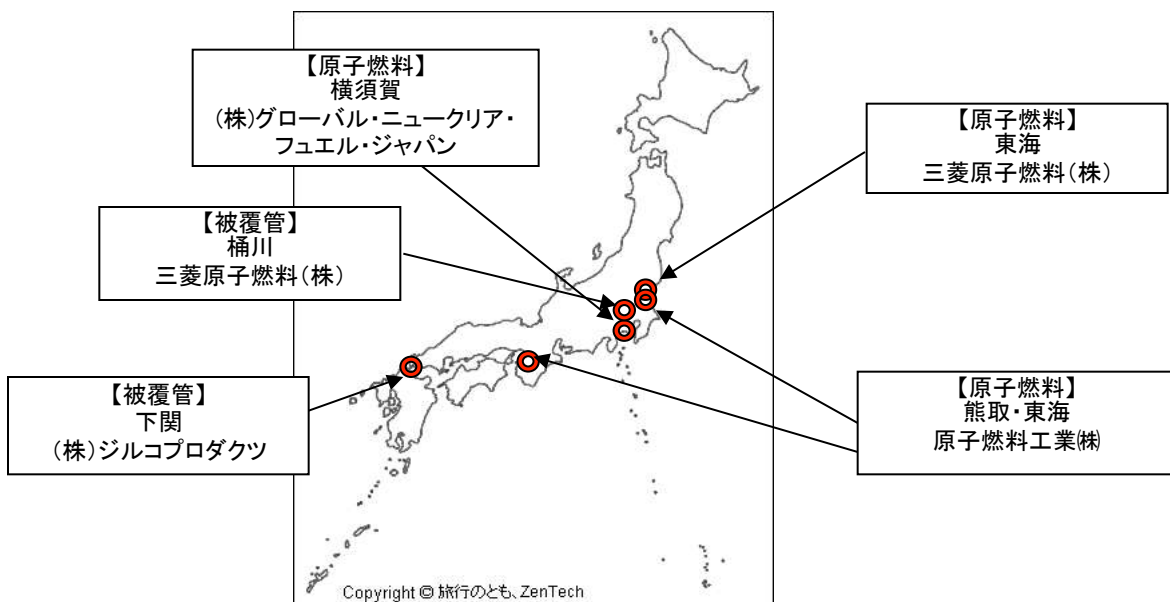 【原子燃料】
横須賀
(株)グローバル・ニュークリア・
フュエル・ジャパン
【原子燃料】
東海
三菱原子燃料(株)
【被覆管】
桶川
三菱原子燃料(株)
【被覆管】
下関
(株)ジルコプロダクツ
【原子燃料】
熊取・東海
原子燃料工業㈱
Copyright © 旅行のとも、ZenTech